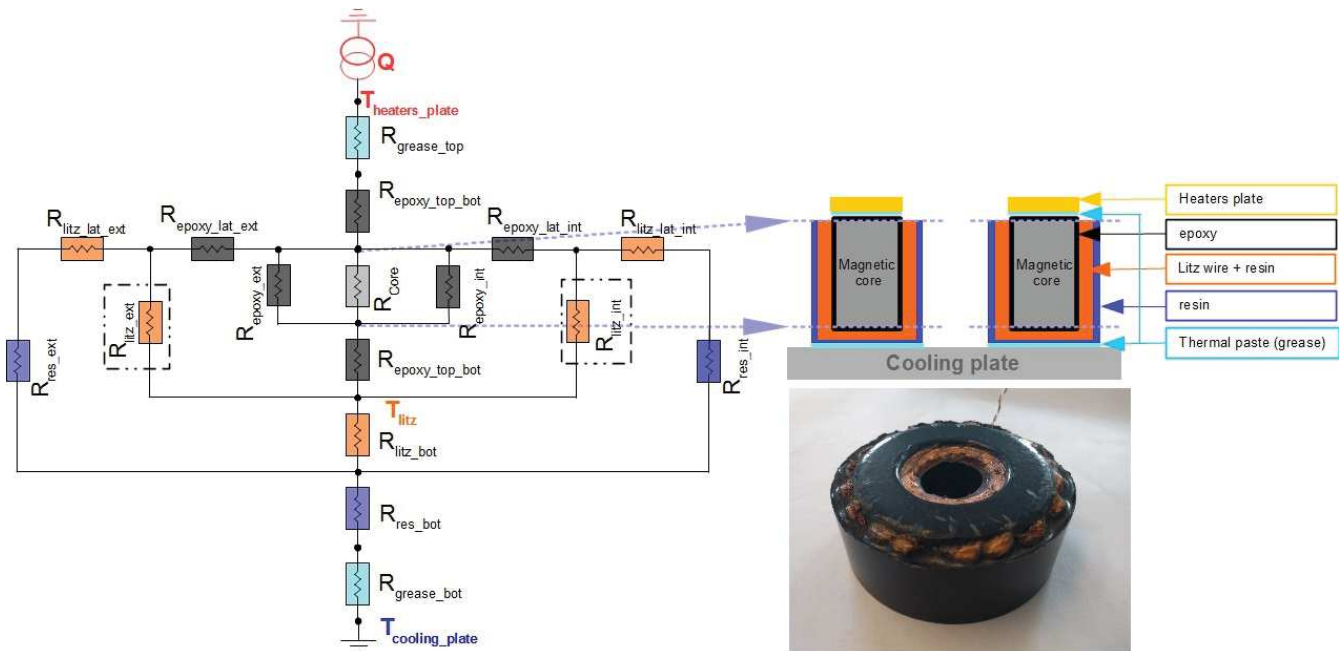 Q
T_heaters_plate
R_grease_top
R_epoxy_top_bot
R_litz_lat_ext
R_epoxy_lat_ext
R_epoxy_lat_int
R_litz_lat_int
R_epoxy_ext
R_Core
R_epoxy_int
R_litz_ext
R_litz_int
R_res_ext
R_epoxy_top_bot
R_res_int
T_litz
R_litz_bot
R_res_bot
R_grease_bot
T_cooling_plate
Magnetic
core
Magnetic
core
Cooling plate
Heaters plate
epoxy
Litz wire + resin
resin
Thermal paste (grease)